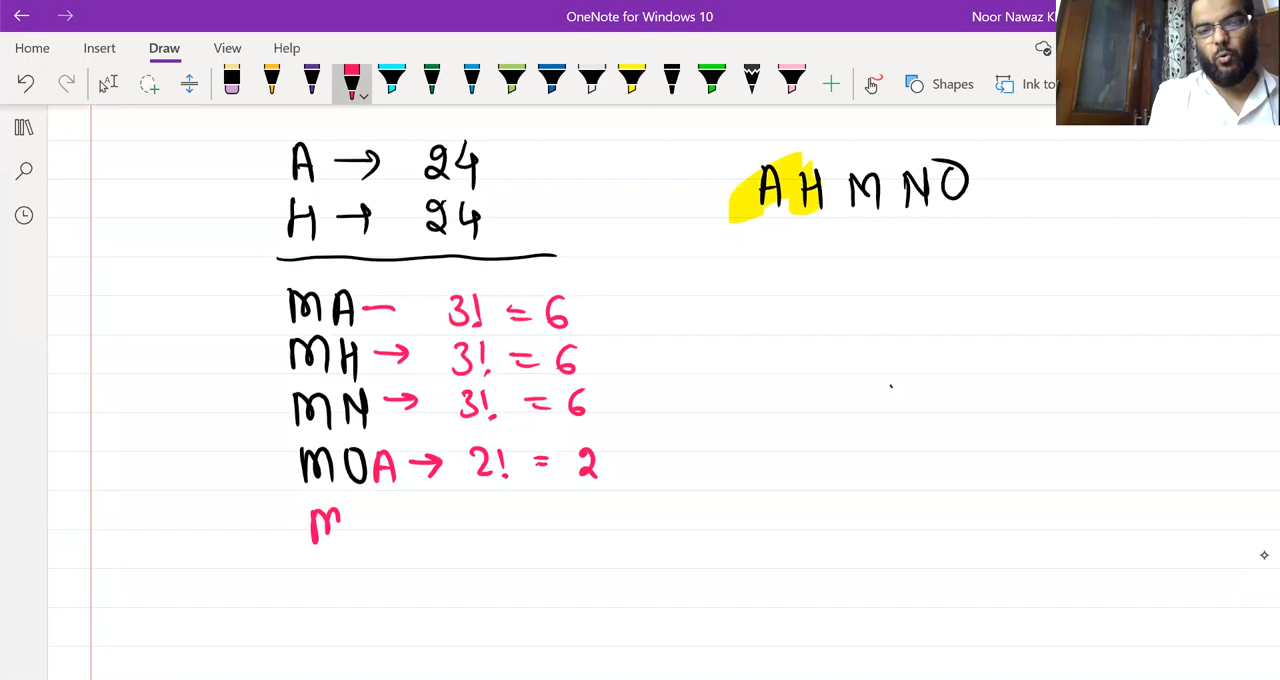 OneNote for Windows 10
Noor Nawaz
Home Insert Draw View Help
Shapes
Ink to
A → 24
H → 24
A H M N O
MA — 3! = 6
MH → 3! = 6
MN → 3! = 6
MOA → 2! = 2
M